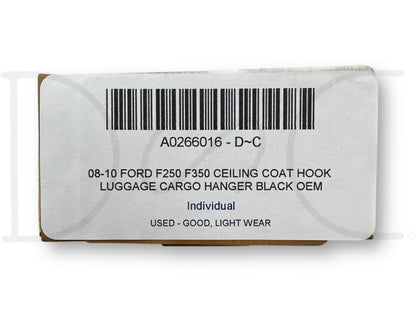 A0266016 - D~C
08-10 FORD F250 F350 CEILING COAT HOOK
LUGGAGE CARGO HANGER BLACK OEM
Individual
USED - GOOD, LIGHT WEAR